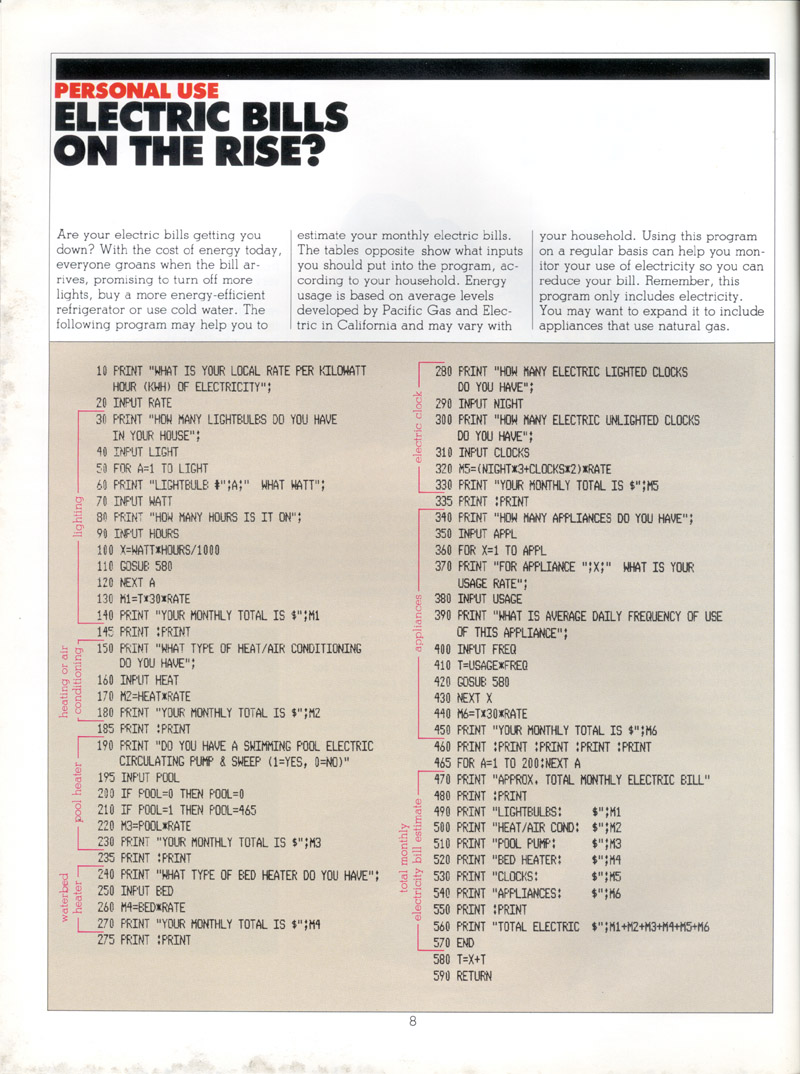 PERSONAL USE
ELECTRIC BILLS
ON THE RISE?
Are your electric bills getting you
down? With the cost of energy today,
everyone groans when the bill ar-
rives, promising to turn off more
lights, buy a more energy-efficient
refrigerator or use cold water. The
following program may help you to
estimate your monthly electric bills.
The tables opposite show what inputs
you should put into the program, ac-
cording to your household. Energy
usage is based on average levels
developed by Pacific Gas and Elec-
tric in California and may vary with
your household. Using this program
on a regular basis can help you mon-
itor your use of electricity so you can
reduce your bill. Remember, this
program only includes electricity.
You may want to expand it to include
appliances that use natural gas.
10 PRINT "WHAT IS YOUR LOCAL RATE PER KILOWATT
HOUR (KWH) OF ELECTRICITY";
20 INPUT RATE
lighting
30 PRINT "HOW MANY LIGHTBULBS DO YOU HAVE
IN YOUR HOUSE";
40 INPUT LIGHT
50 FOR A=1 TO LIGHT
60 PRINT "LIGHTBULB #";A;" WHAT WATT";
70 INPUT WATT
80 PRINT "HOW MANY HOURS IS IT ON";
90 INPUT HOURS
100 X=WATT*HOURS/1000
110 GOSUB 580
120 NEXT A
130 M1=T*30*RATE
140 PRINT "YOUR MONTHLY TOTAL IS $";M1
145 PRINT :PRINT
heating or air
conditioning
150 PRINT "WHAT TYPE OF HEAT/AIR CONDITIONING
DO YOU HAVE";
160 INPUT HEAT
170 M2=HEAT*RATE
180 PRINT "YOUR MONTHLY TOTAL IS $";M2
185 PRINT :PRINT
pool heater
190 PRINT "DO YOU HAVE A SWIMMING POOL ELECTRIC
CIRCULATING PUMP & SWEEP (1=YES, 0=NO)"
195 INPUT POOL
200 IF POOL=0 THEN POOL=0
210 IF POOL=1 THEN POOL=465
220 M3=POOL*RATE
230 PRINT "YOUR MONTHLY TOTAL IS $";M3
235 PRINT :PRINT
waterbed
heater
240 PRINT "WHAT TYPE OF BED HEATER DO YOU HAVE";
250 INPUT BED
260 M4=BED*RATE
270 PRINT "YOUR MONTHLY TOTAL IS $";M4
275 PRINT :PRINT
electric clock
280 PRINT "HOW MANY ELECTRIC LIGHTED CLOCKS
DO YOU HAVE";
290 INPUT NIGHT
300 PRINT "HOW MANY ELECTRIC UNLIGHTED CLOCKS
DO YOU HAVE";
310 INPUT CLOCKS
320 M5=(NIGHT*3+CLOCKS*2)*RATE
330 PRINT "YOUR MONTHLY TOTAL IS $";M5
335 PRINT :PRINT
appliances
340 PRINT "HOW MANY APPLIANCES DO YOU HAVE";
350 INPUT APPL
360 FOR X=1 TO APPL
370 PRINT "FOR APPLIANCE ";X;" WHAT IS YOUR
USAGE RATE";
380 INPUT USAGE
390 PRINT "WHAT IS AVERAGE DAILY FREQUENCY OF USE
OF THIS APPLIANCE";
400 INPUT FREQ
410 T=USAGE*FREQ
420 GOSUB 580
430 NEXT X
440 M6=T*30*RATE
450 PRINT "YOUR MONTHLY TOTAL IS $";M6
460 PRINT :PRINT :PRINT :PRINT :PRINT
465 FOR A=1 TO 200:NEXT A
total monthly
electricity bill estimate
470 PRINT "APPROX. TOTAL MONTHLY ELECTRIC BILL"
480 PRINT :PRINT
490 PRINT "LIGHTBULBS: $";M1
500 PRINT "HEAT/AIR COND: $";M2
510 PRINT "POOL PUMP: $";M3
520 PRINT "BED HEATER: $";M4
530 PRINT "CLOCKS: $";M5
540 PRINT "APPLIANCES: $";M6
550 PRINT :PRINT
560 PRINT "TOTAL ELECTRIC $";M1+M2+M3+M4+M5+M6
570 END
580 T=X+T
590 RETURN
8